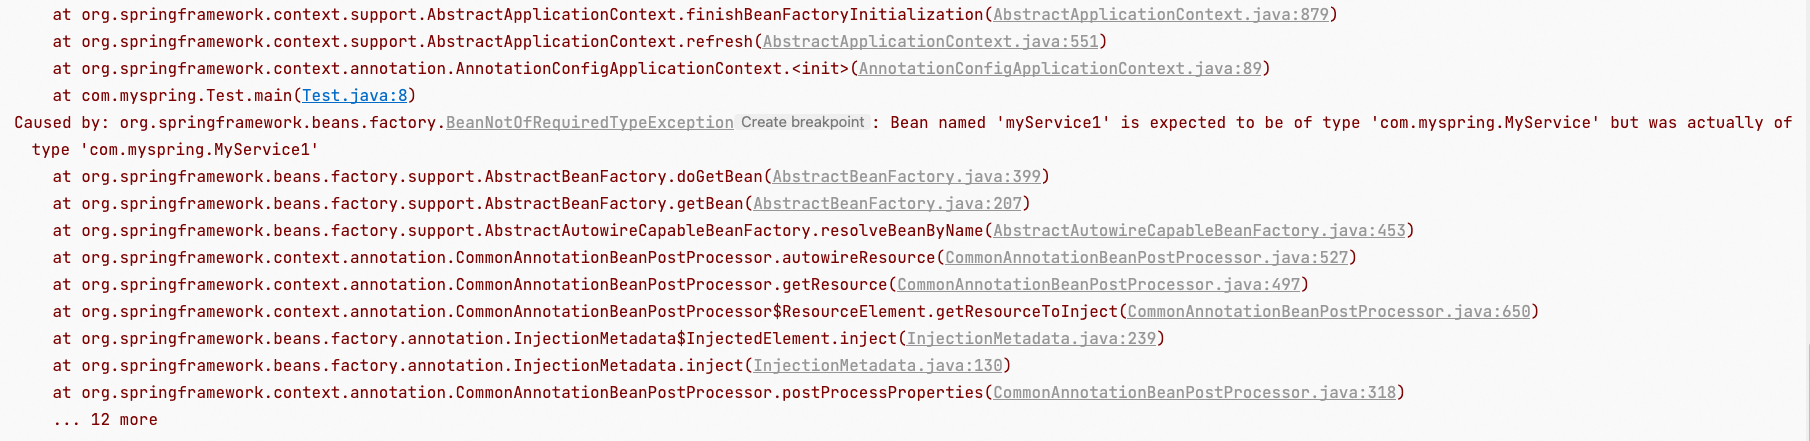 at org.springframework.context.support.AbstractApplicationContext.finishBeanFactoryInitialization(AbstractApplicationContext.java:879)
at org.springframework.context.support.AbstractApplicationContext.refresh(AbstractApplicationContext.java:551)
at org.springframework.context.annotation.AnnotationConfigApplicationContext.<init>(AnnotationConfigApplicationContext.java:89)
at com.myspring.Test.main(Test.java:8)
Caused by: org.springframework.beans.factory.BeanNotOfRequiredTypeException Create breakpoint : Bean named 'myService1' is expected to be of type 'com.myspring.MyService' but was actually of
type 'com.myspring.MyService1'
at org.springframework.beans.factory.support.AbstractBeanFactory.doGetBean(AbstractBeanFactory.java:399)
at org.springframework.beans.factory.support.AbstractBeanFactory.getBean(AbstractBeanFactory.java:207)
at org.springframework.beans.factory.support.AbstractAutowireCapableBeanFactory.resolveBeanByName(AbstractAutowireCapableBeanFactory.java:453)
at org.springframework.context.annotation.CommonAnnotationBeanPostProcessor.autowireResource(CommonAnnotationBeanPostProcessor.java:527)
at org.springframework.context.annotation.CommonAnnotationBeanPostProcessor.getResource(CommonAnnotationBeanPostProcessor.java:497)
at org.springframework.context.annotation.CommonAnnotationBeanPostProcessor$ResourceElement.getResourceToInject(CommonAnnotationBeanPostProcessor.java:650)
at org.springframework.beans.factory.annotation.InjectionMetadata$InjectedElement.inject(InjectionMetadata.java:239)
at org.springframework.beans.factory.annotation.InjectionMetadata.inject(InjectionMetadata.java:130)
at org.springframework.context.annotation.CommonAnnotationBeanPostProcessor.postProcessProperties(CommonAnnotationBeanPostProcessor.java:318)
... 12 more